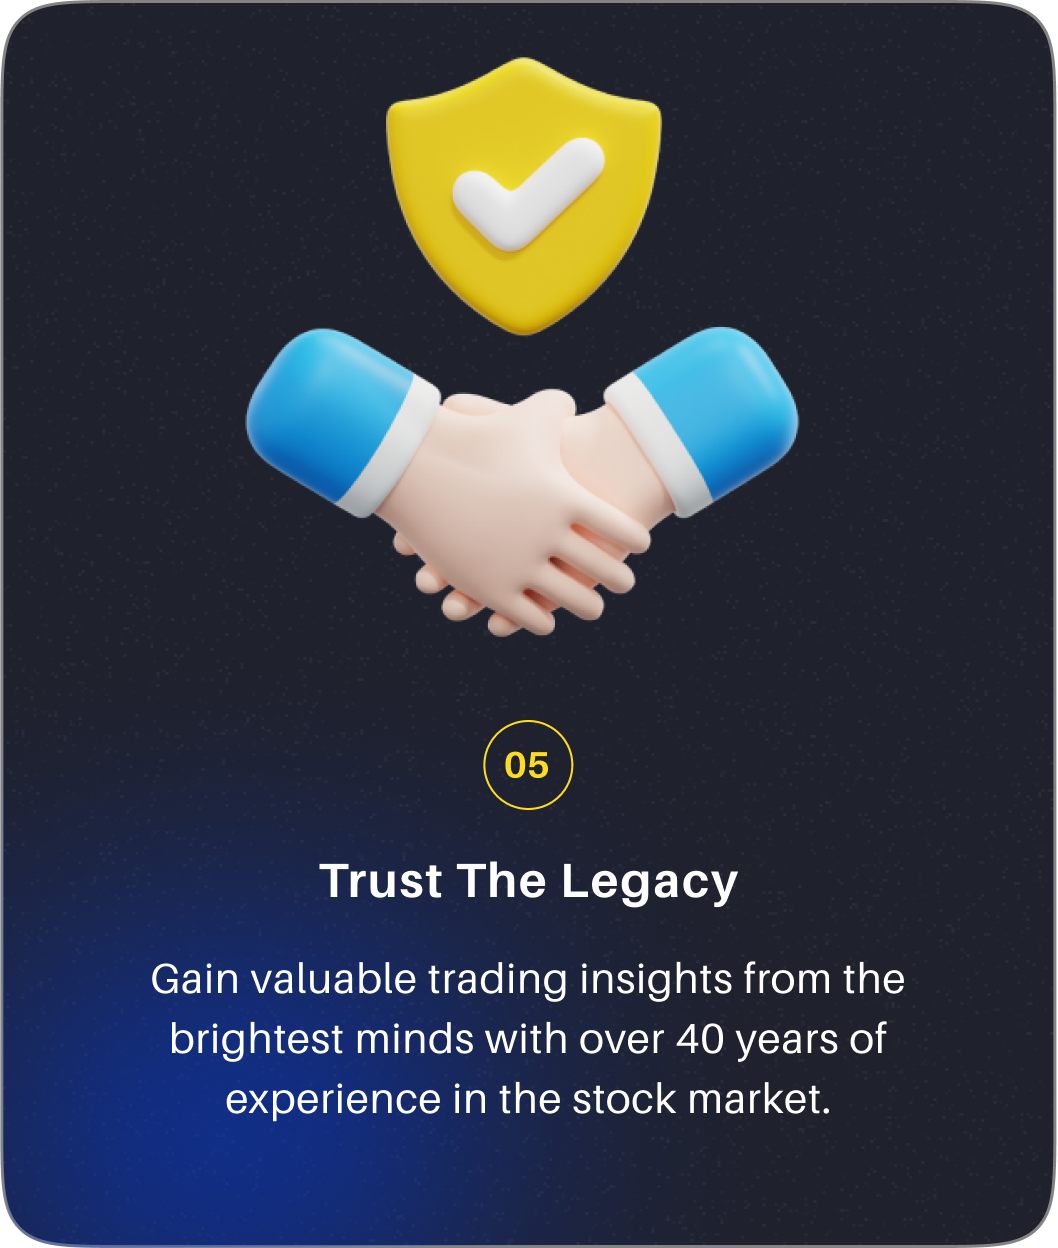 05
Trust The Legacy
Gain valuable trading insights from the
brightest minds with over 40 years of
experience in the stock market.